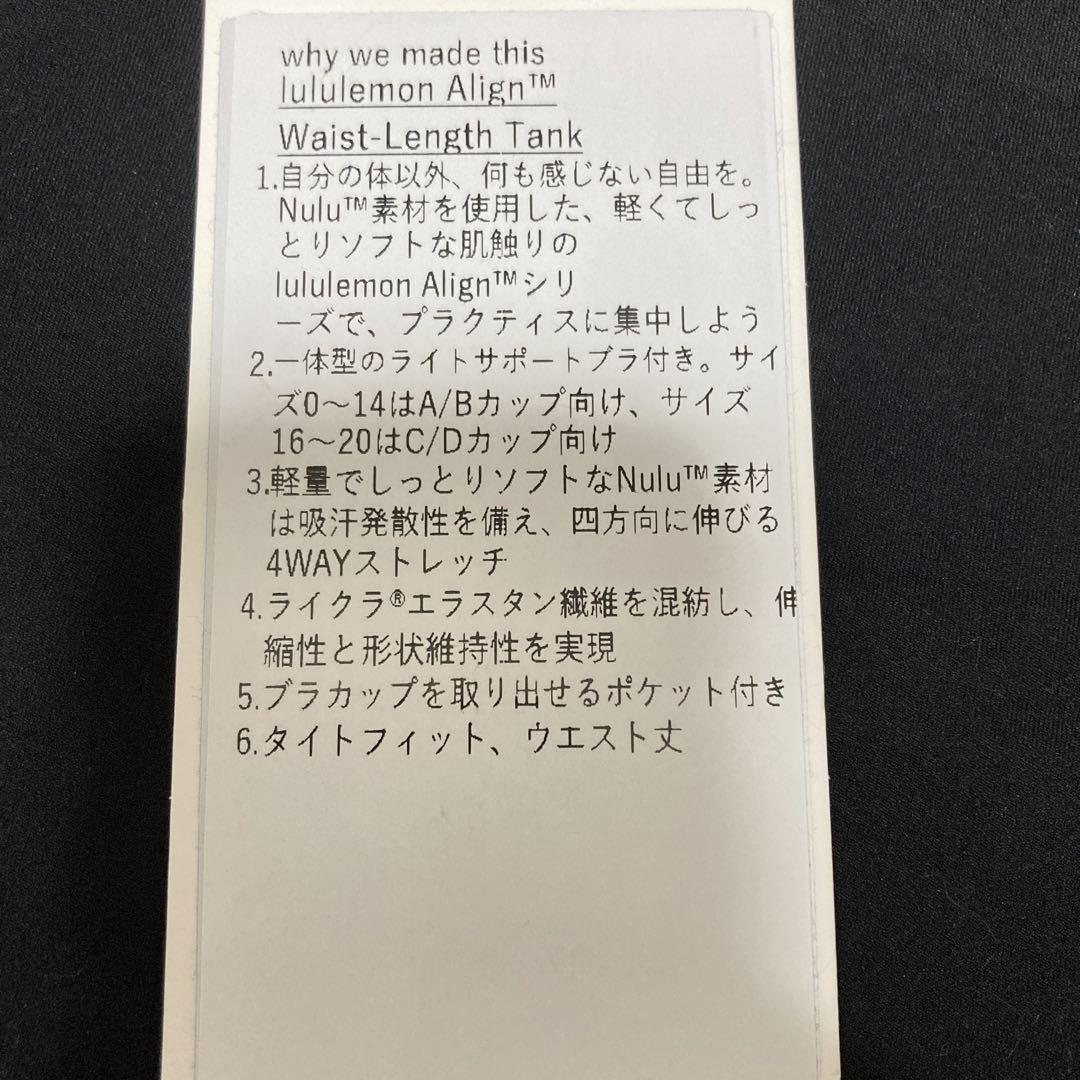 why we made this
lululemon Align™
Waist-Length Tank
1.自分の体以外、何も感じない自由を。
Nulu™素材を使用した、軽くてしっ
とりソフトな肌触りの
lululemon Align™シリ
ーズで、プラクティスに集中しよう
2.一体型のライトサポートブラ付き。サイ
ズ0～14はA/Bカップ向け、サイズ
16～20はC/Dカップ向け
3.軽量でしっとりソフトなNulu™素材
は吸汗発散性を備え、四方向に伸びる
4WAYストレッチ
4.ライクラ®エラスタン繊維を混紡し、伸
縮性と形状維持性を実現
5.ブラカップを取り出せるポケット付き
6.タイトフィット、ウエスト丈